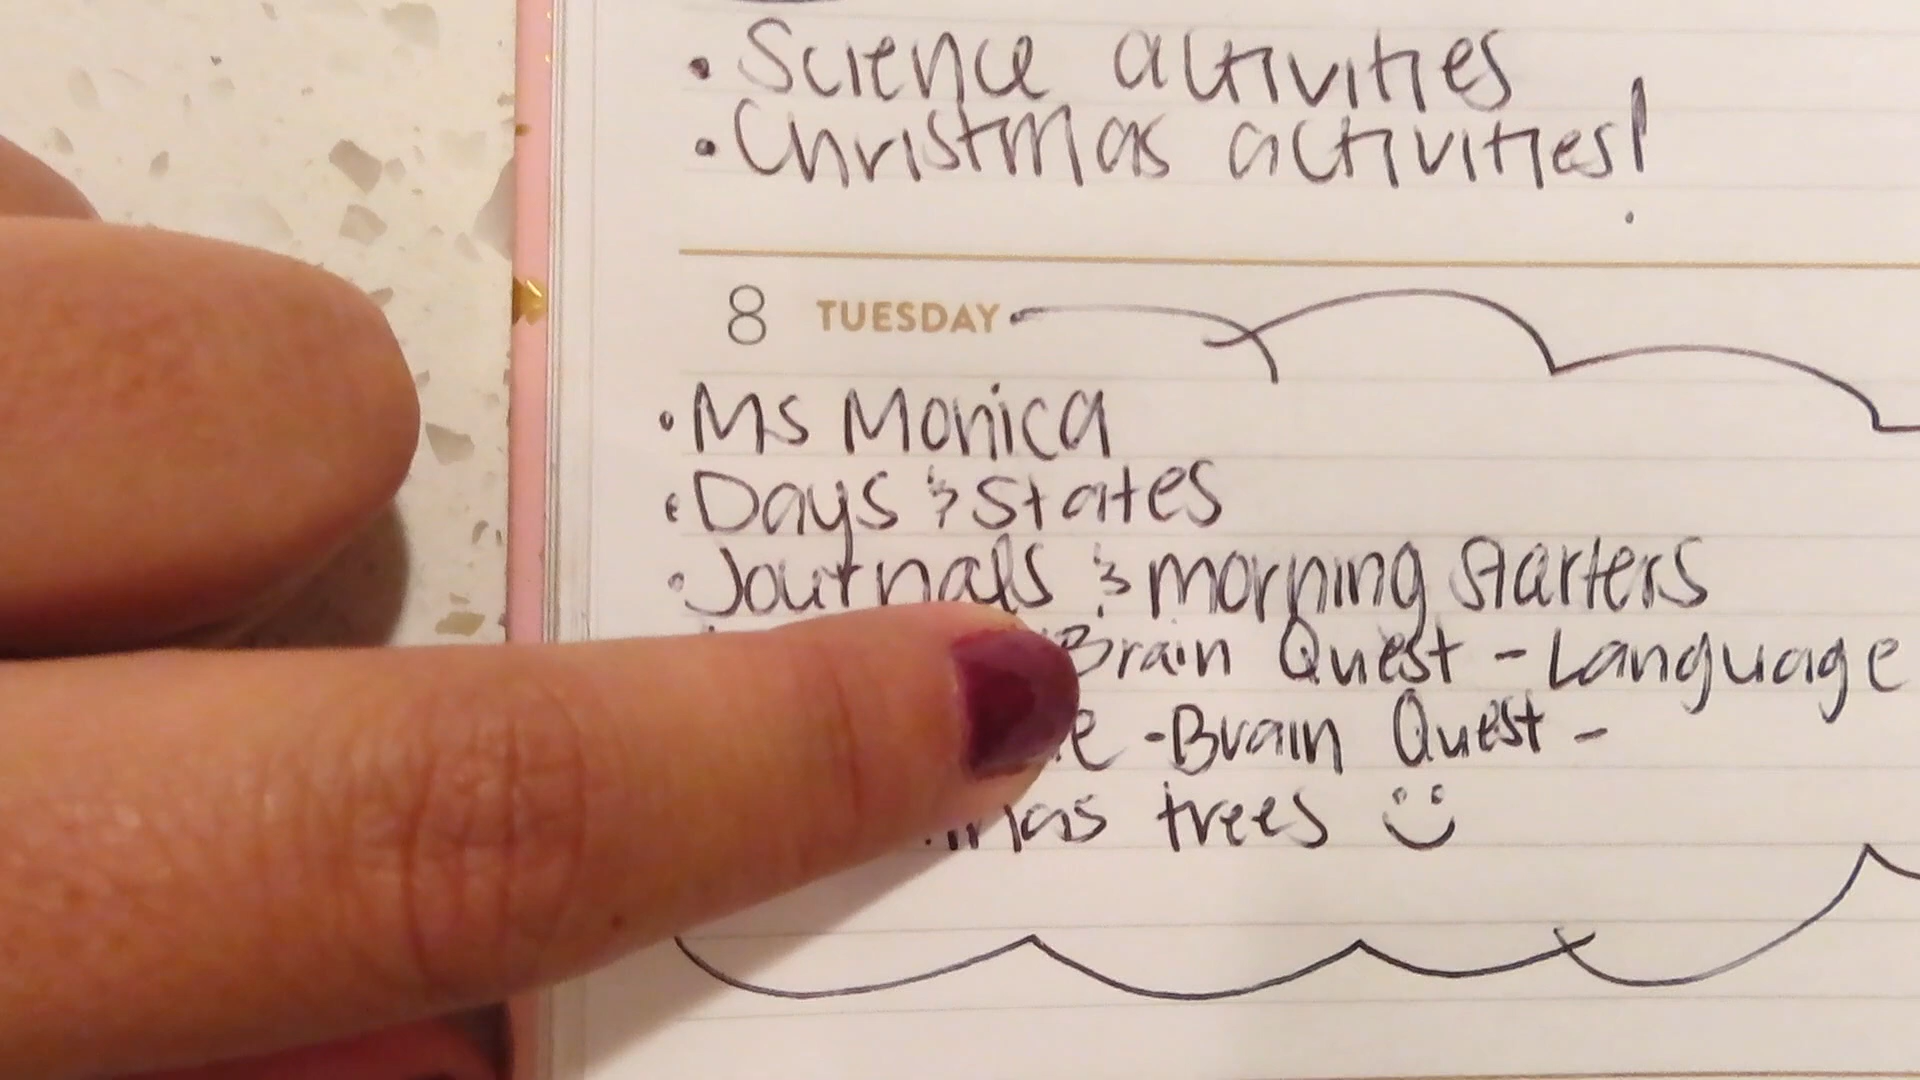 • Science activities
• Christmas activities!
8 TUESDAY
• Ms Monica
• Days & States
• Journals & morning starters
Brain Quest - Language
- Brain Quest -
trees :)